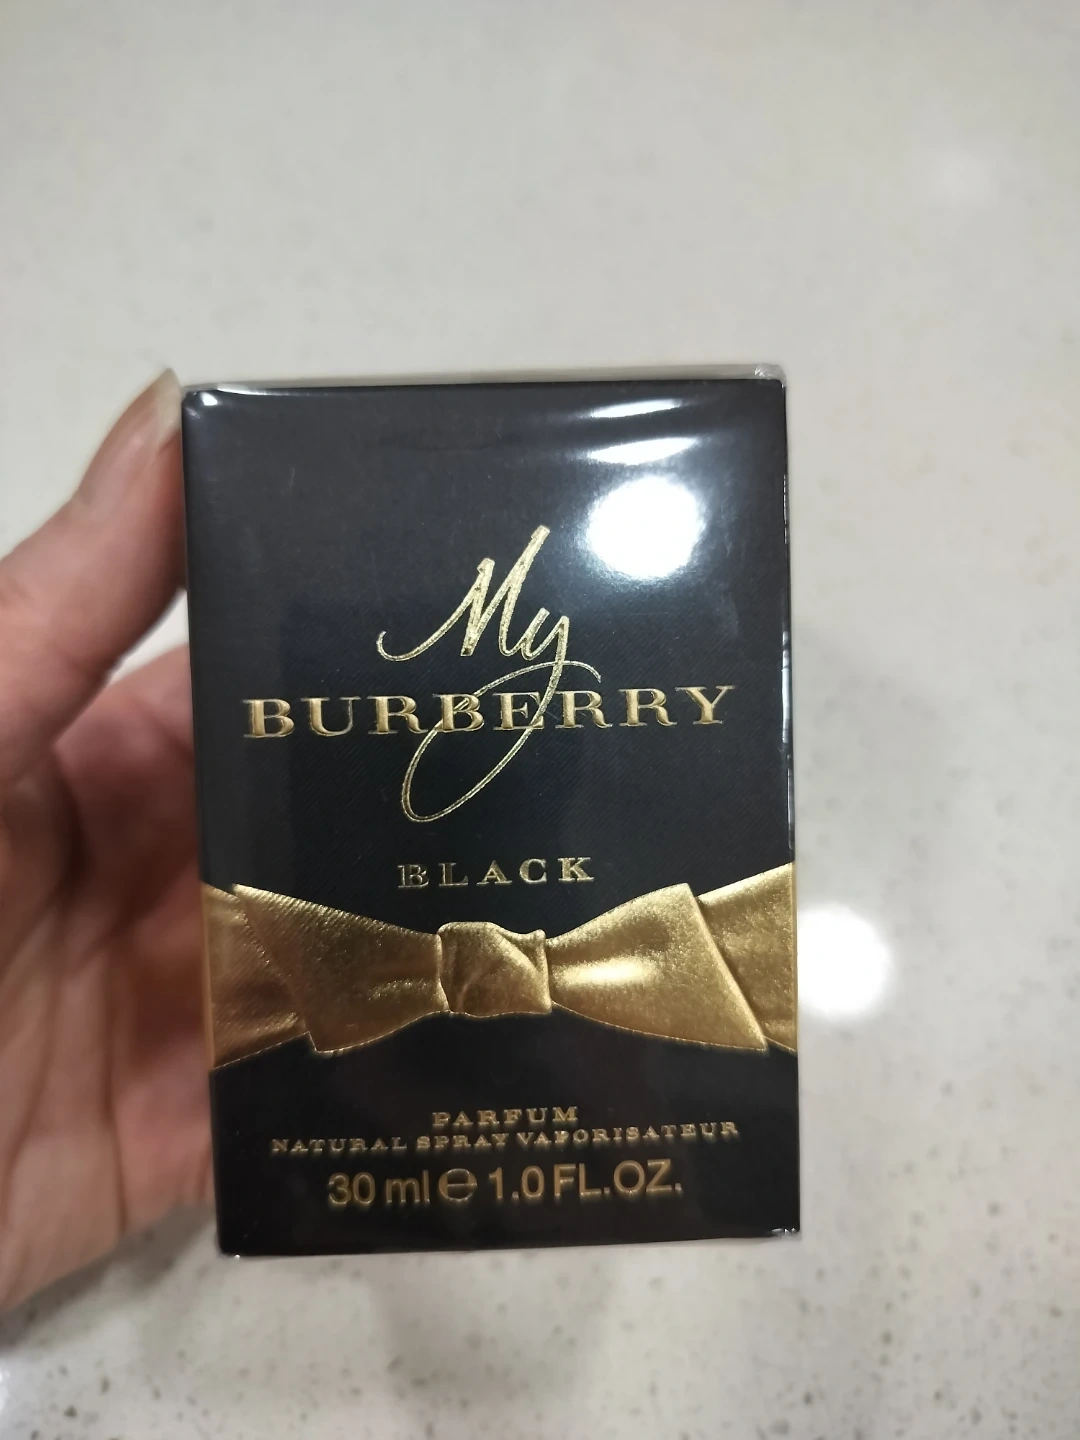 My
BURBERRY
BLACK
PARFUM
NATURAL SPRAY VAPORISATEUR
30 ml ℮ 1.0 FL.OZ.